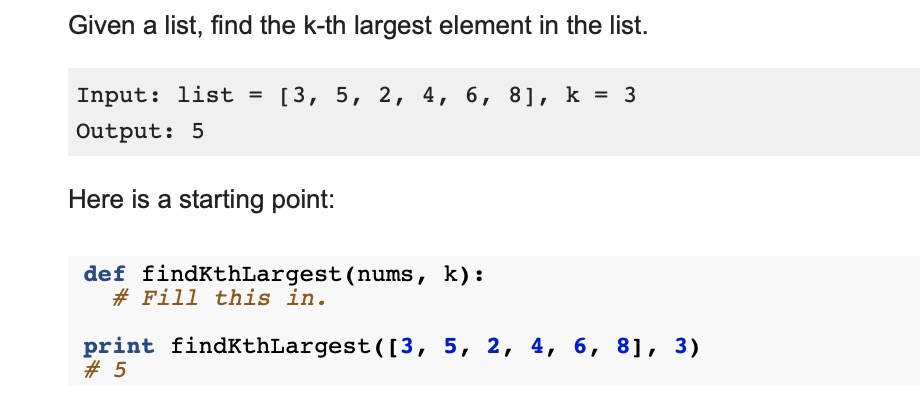 Given a list, find the k-th largest element in the list.
Input: list = [3, 5, 2, 4, 6, 8], k = 3
Output: 5
Here is a starting point:
def findKthLargest(nums, k):
# Fill this in.
print findKthLargest([3, 5, 2, 4, 6, 8], 3)
# 5